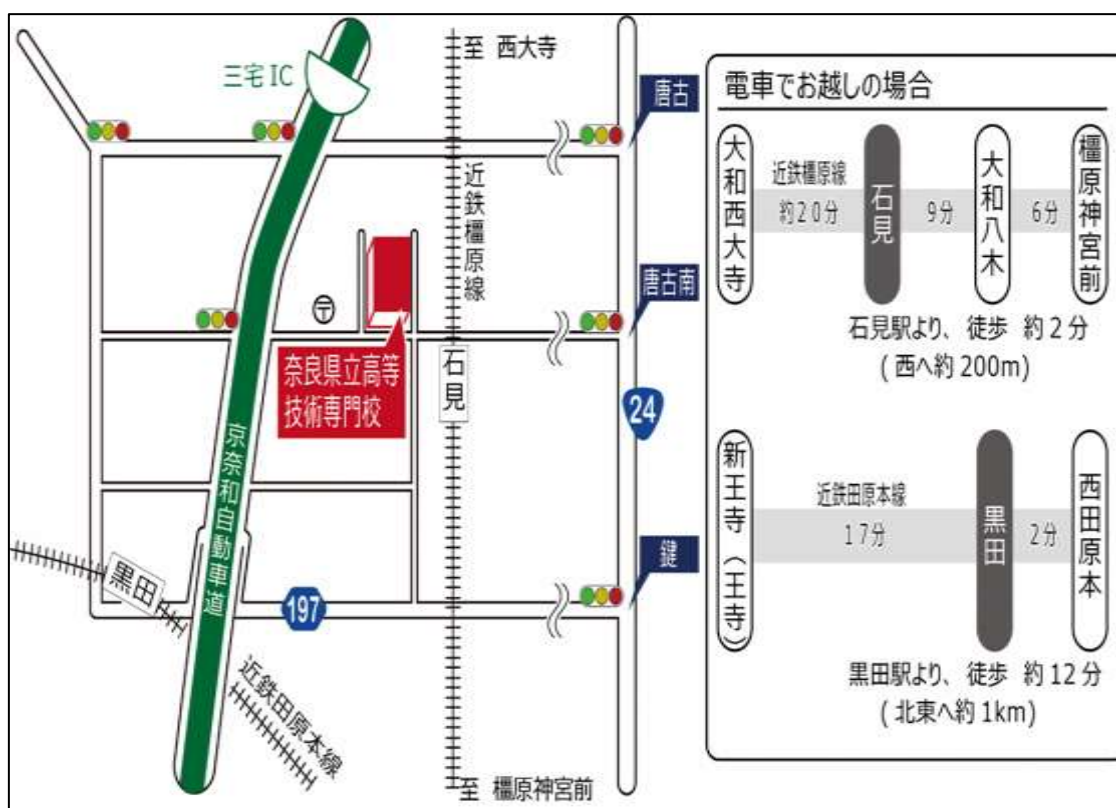 至 西大寺
三宅IC
唐古
近鉄橿原線
唐古南
〒
奈良県立高等
技術専門校
石見
24
京奈和自動車道
鍵
黒田
197
近鉄田原本線
至 橿原神宮前
電車でお越しの場合
大和西大寺
近鉄橿原線
約20分
石見
9分
大和八木
6分
橿原神宮前
石見駅より、徒歩 約2分
(西へ約200m)
新王寺(王寺)
近鉄田原本線
17分
黒田
2分
西田原本
黒田駅より、徒歩 約12分
(北東へ約1km)